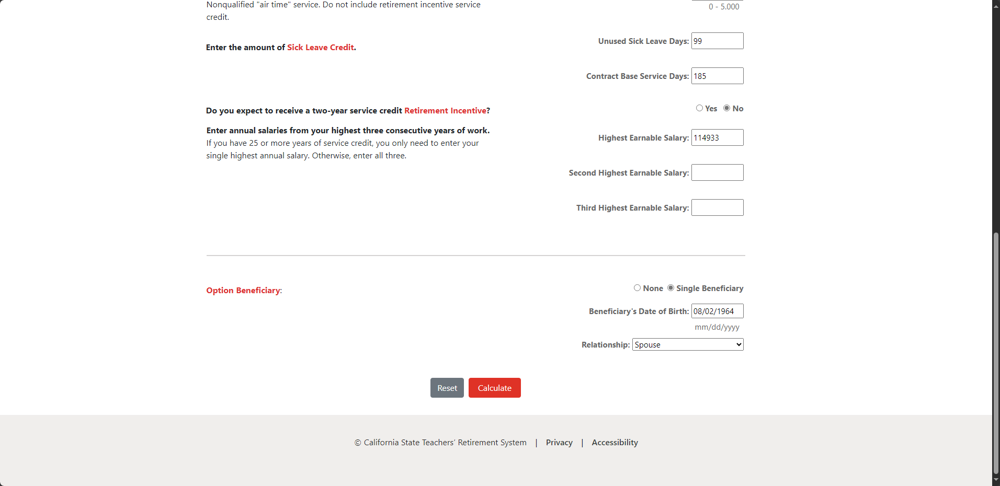 Nonqualified "air time" service. Do not include retirement incentive service
credit.
0 - 5.000
Enter the amount of Sick Leave Credit.
Unused Sick Leave Days: 99
Contract Base Service Days: 185
Do you expect to receive a two-year service credit Retirement Incentive?
Yes No
Enter annual salaries from your highest three consecutive years of work.
If you have 25 or more years of service credit, you only need to enter your
single highest annual salary. Otherwise, enter all three.
Highest Earnable Salary: 114933
Second Highest Earnable Salary:
Third Highest Earnable Salary:
Option Beneficiary:
None Single Beneficiary
Beneficiary's Date of Birth: 08/02/1964
mm/dd/yyyy
Relationship: Spouse
Reset Calculate
© California State Teachers’ Retirement System | Privacy | Accessibility